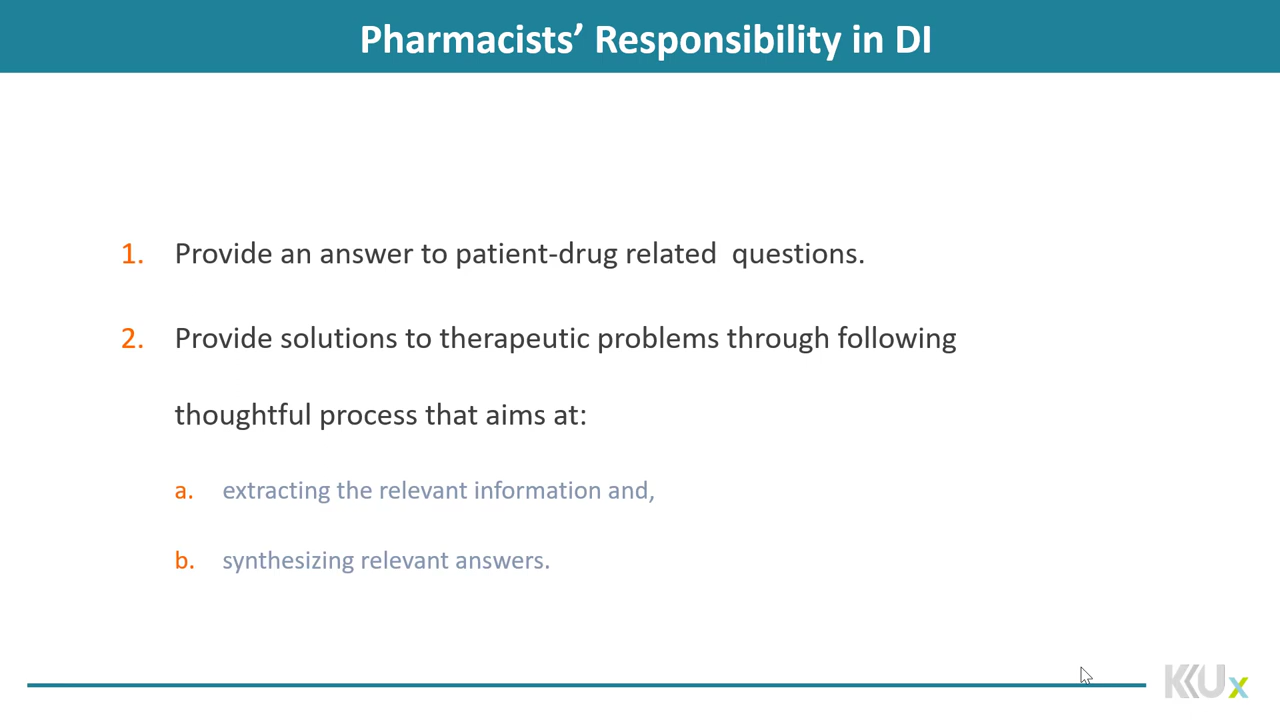 Pharmacists’ Responsibility in DI
1. Provide an answer to patient-drug related  questions.
2. Provide solutions to therapeutic problems through following
thoughtful process that aims at:
a. extracting the relevant information and,
b. synthesizing relevant answers.
KKUx